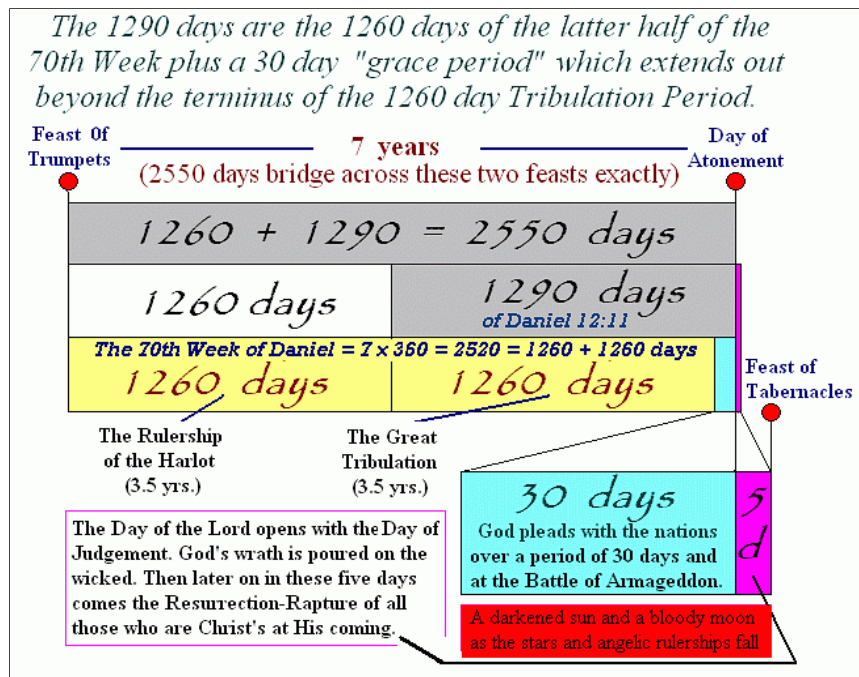 The 1290 days are the 1260 days of the latter half of the
70th Week plus a 30 day "grace period" which extends out
beyond the terminus of the 1260 day Tribulation Period.
Feast Of
Trumpets
7 years
(2550 days bridge across these two feasts exactly)
Day of
Atonement
1260 + 1290 = 2550 days
1260 days
1290 days
of Daniel 12:11
The 70th Week of Daniel = 7 x 360 = 2520 = 1260 + 1260 days
1260 days
1260 days
Feast of
Tabernacles
The Rulership
of the Harlot
(3.5 yrs.)
The Great
Tribulation
(3.5 yrs.)
30 days
God pleads with the nations
over a period of 30 days and
at the Battle of Armageddon.
5
d
The Day of the Lord opens with the Day of
Judgement. God's wrath is poured on the
wicked. Then later on in these five days
comes the Resurrection-Rapture of all
those who are Christ's at His coming.
A darkened sun and a bloody moon
as the stars and angelic rulerships fall